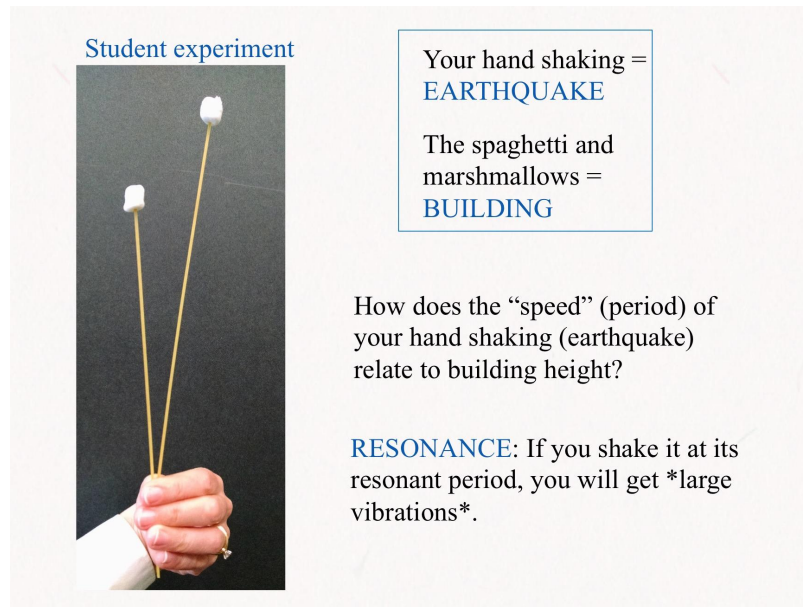 Student experiment
Your hand shaking =
EARTHQUAKE
The spaghetti and
marshmallows =
BUILDING
How does the “speed” (period) of
your hand shaking (earthquake)
relate to building height?
RESONANCE: If you shake it at its
resonant period, you will get *large
vibrations*.